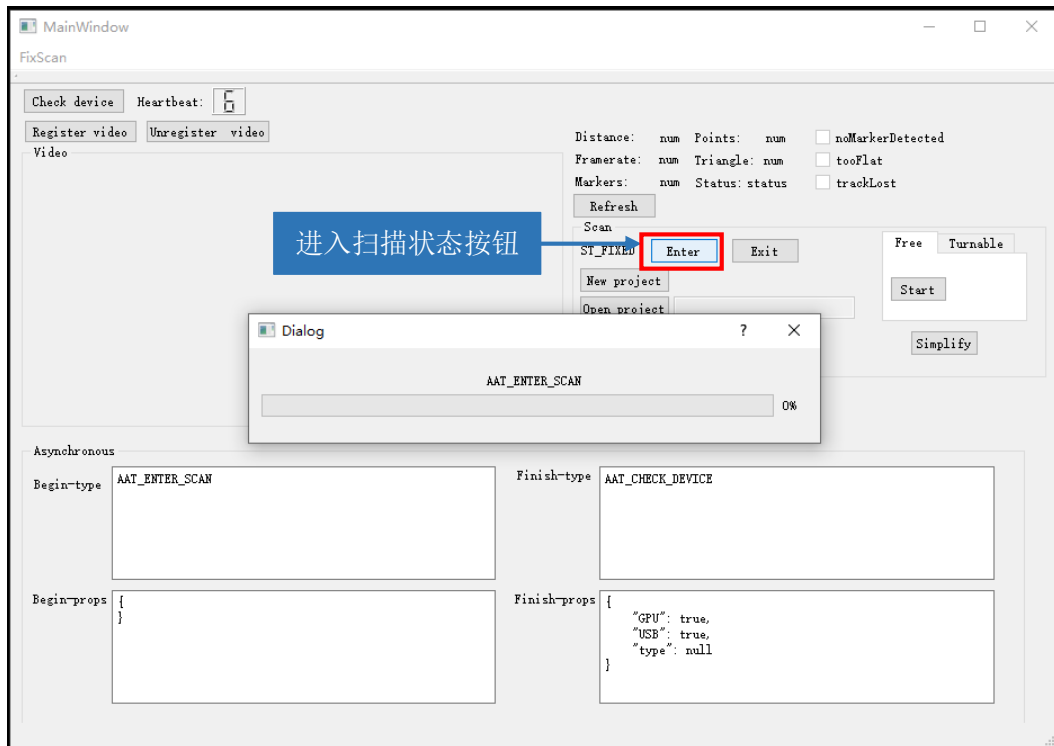 MainWindow
FixScan
Check device Heartbeat: 6
Register video Unregister video
Video
Distance: num Points: num noMarkerDetected
Framerate: num Triangle: num tooFlat
Markers: num Status: status trackLost
Refresh
进入扫描状态按钮
Scan
ST_FIXED Enter Exit
Free Turnable
New project
Start
Open project
Simplify
Dialog ?
AAT_ENTER_SCAN
0%
Asynchronous
Begin-type AAT_ENTER_SCAN
Finish-type AAT_CHECK_DEVICE
Begin-props {
}
Finish-props {
"GPU": true,
"USB": true,
"type": null
}